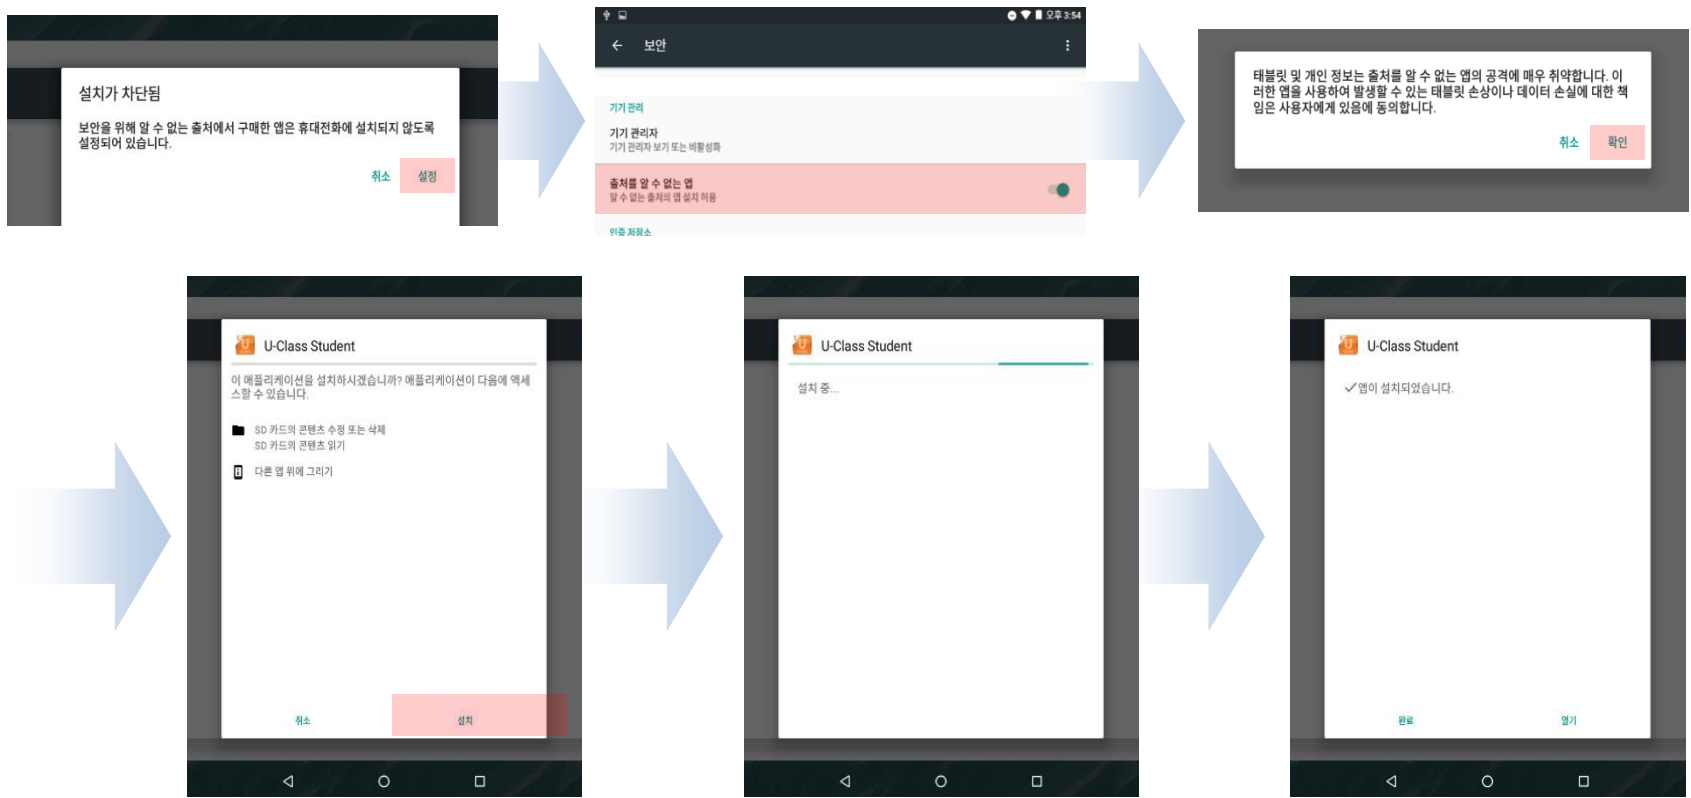 설치가 차단됨
보안을 위해 알 수 없는 출처에서 구매한 앱은 휴대전화에 설치되지 않도록
설정되어 있습니다.
취소 설정
오후 3:54
보안
기기 관리
기기 관리자
기기 관리자 보기 또는 비활성화
출처를 알 수 없는 앱
알 수 없는 출처의 앱 설치 허용
인증 저장소
태블릿 및 개인 정보는 출처를 알 수 없는 앱의 공격에 매우 취약합니다. 이
러한 앱을 사용하여 발생할 수 있는 태블릿 손상이나 데이터 손실에 대한 책
임은 사용자에게 있음에 동의합니다.
취소 확인
U-Class Student
이 애플리케이션을 설치하시겠습니까? 애플리케이션이 다음에 액세
스할 수 있습니다.
SD 카드의 콘텐츠 수정 또는 삭제
SD 카드의 콘텐츠 읽기
다른 앱 위에 그리기
취소 설치
U-Class Student
설치 중...
U-Class Student
앱이 설치되었습니다.
완료 열기